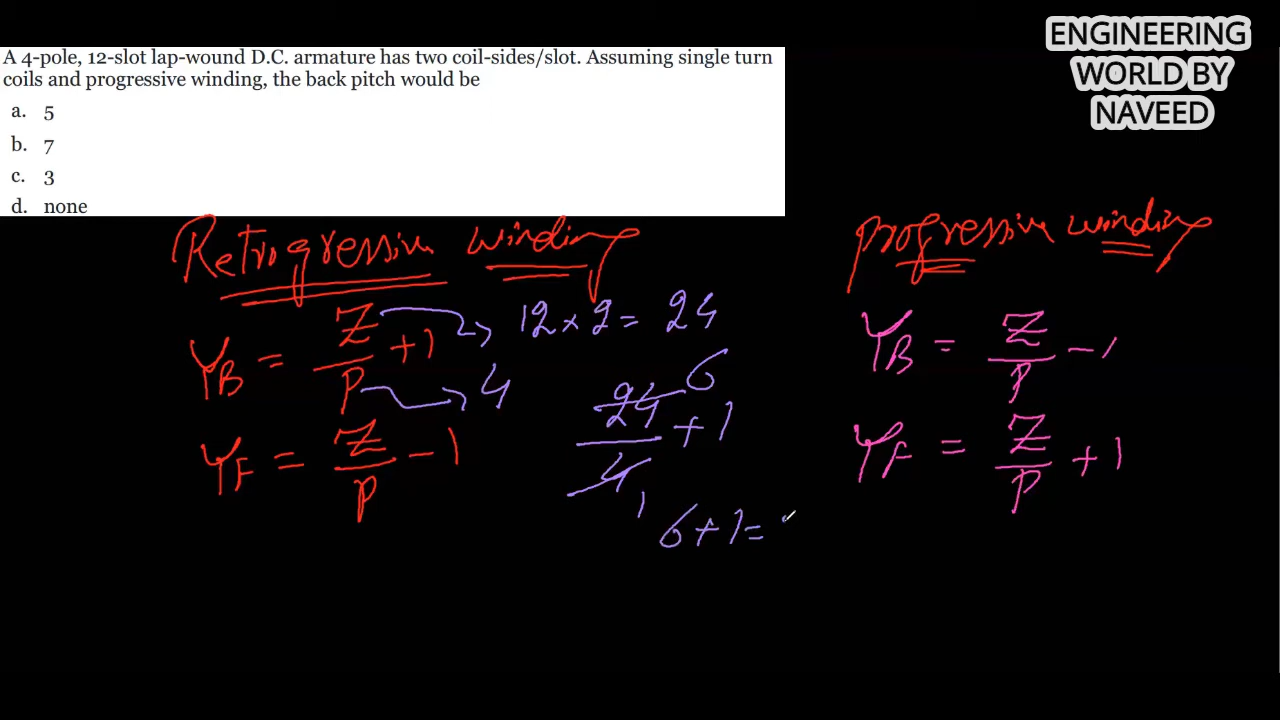 ENGINEERING
WORLD BY
NAVEED
A 4-pole, 12-slot lap-wound D.C. armature has two coil-sides/slot. Assuming single turn
coils and progressive winding, the back pitch would be
a. 5
b. 7
c. 3
d. none
Retrogressive winding
YB = Z/P + 1
12 × 2 = 24
4
YF = Z/P - 1
24/4 + 1
6
1
6 + 1 =
Progressive winding
YB = Z/P - 1
YF = Z/P + 1